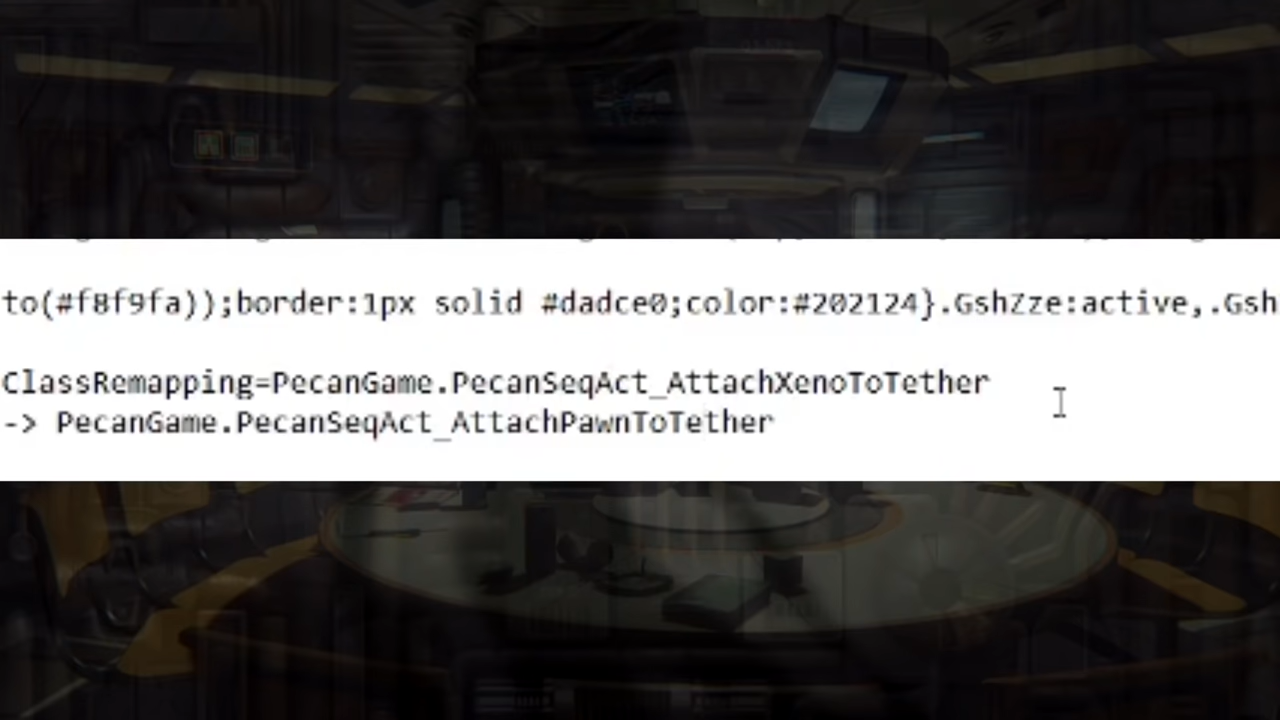 to(#f8f9fa));border:1px solid #dadce0;color:#202124}.GshZze:active,.Gsh
ClassRemapping=PecanGame.PecanSeqAct_AttachXenoToTether
-> PecanGame.PecanSeqAct_AttachPawnToTether